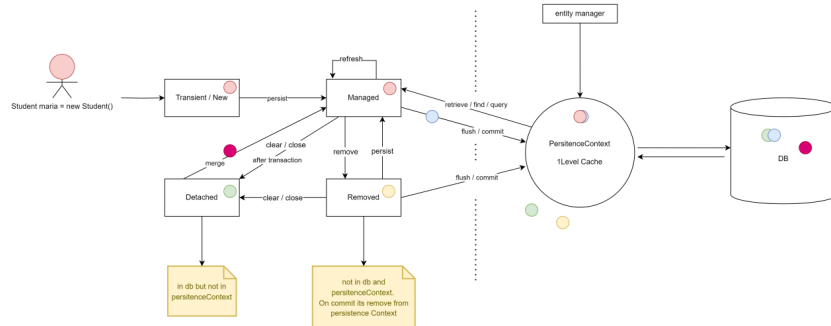 entity manager
refresh
Student maria = new Student()
Transient / New
persist
Managed
retrieve / find / query
flush / commit
PersitenceContext
1Level Cache
DB
clear / close
after transaction
merge
remove
persist
flush / commit
Detached
clear / close
Removed
in db but not in
persitenceContext
not in db and
persitenceContext.
On commit its remove from
persistence Context